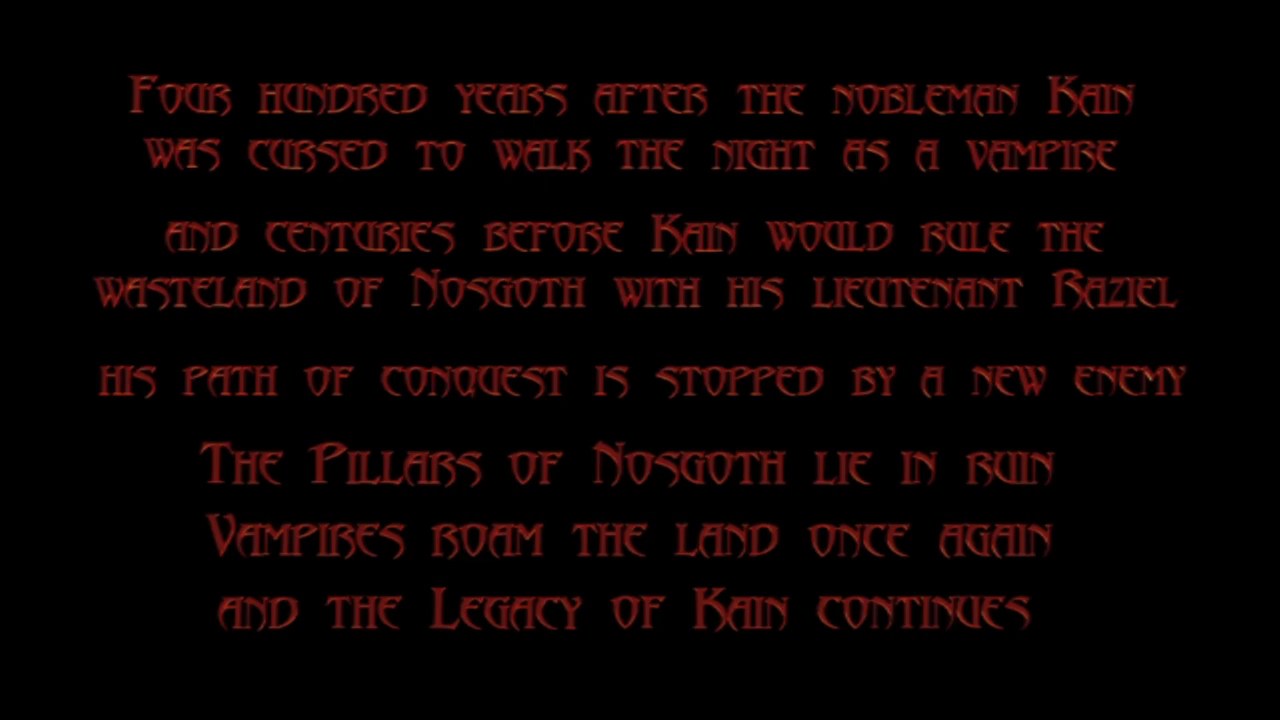 Four hundred years after the nobleman Kain
was cursed to walk the night as a vampire
and centuries before Kain would rule the
wasteland of Nosgoth with his lieutenant Raziel
his path of conquest is stopped by a new enemy
The Pillars of Nosgoth lie in ruin
Vampires roam the land once again
and the Legacy of Kain continues